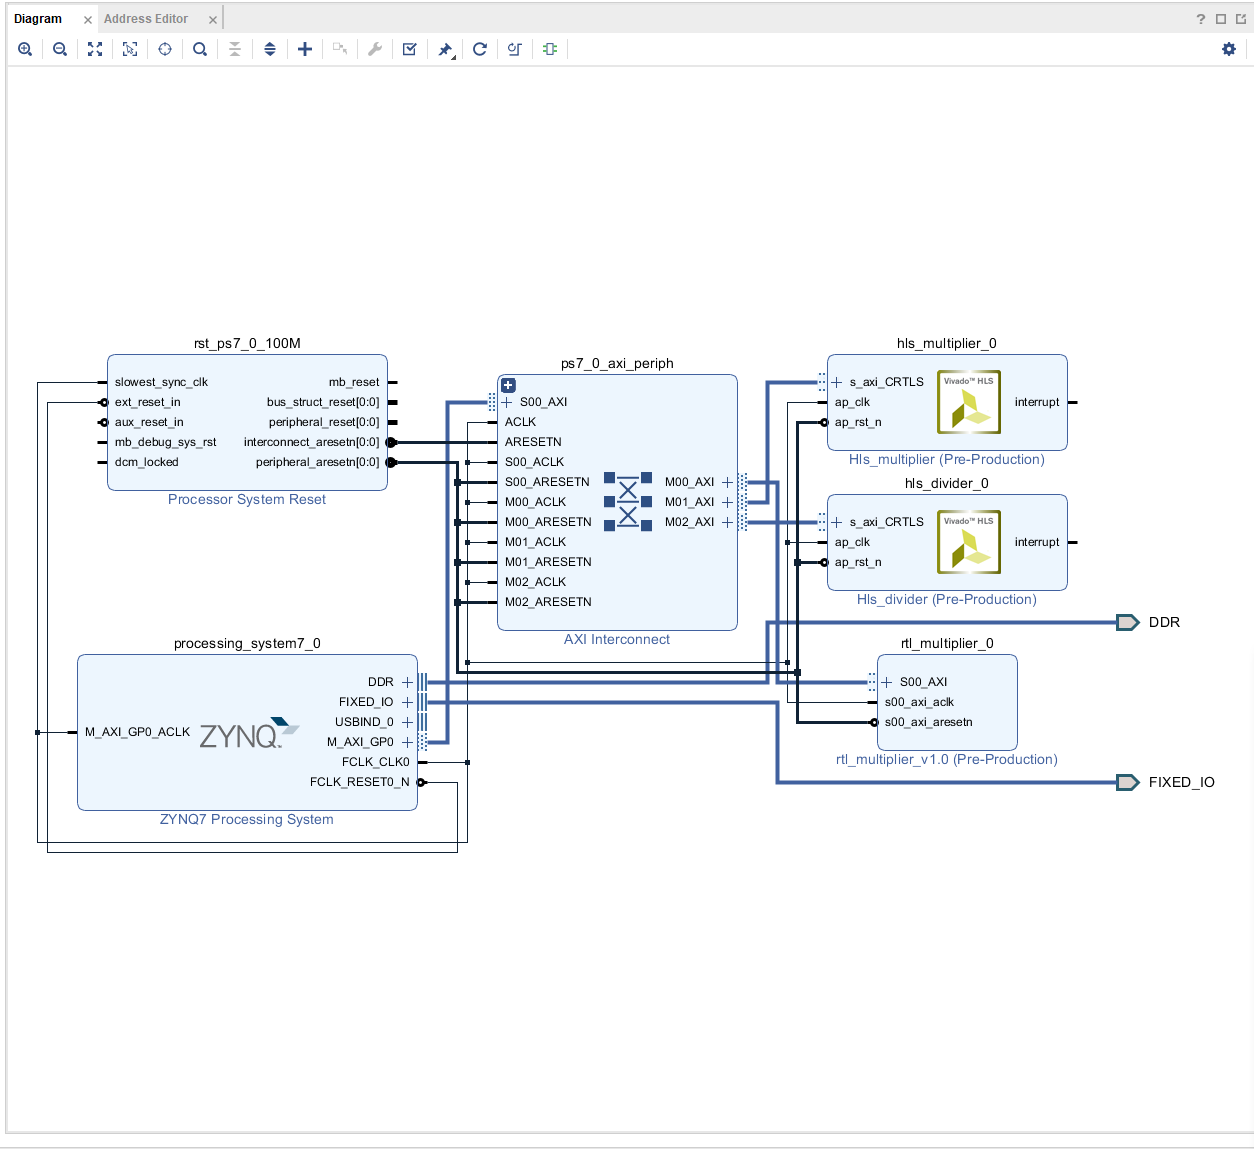 Diagram
Address Editor
rst_ps7_0_100M
slowest_sync_clk
ext_reset_in
aux_reset_in
mb_debug_sys_rst
dcm_locked
mb_reset
bus_struct_reset[0:0]
peripheral_reset[0:0]
interconnect_aresetn[0:0]
peripheral_aresetn[0:0]
Processor System Reset
ps7_0_axi_periph
S00_AXI
ACLK
ARESETN
S00_ACLK
S00_ARESETN
M00_ACLK
M00_ARESETN
M01_ACLK
M01_ARESETN
M02_ACLK
M02_ARESETN
M00_AXI
M01_AXI
M02_AXI
AXI Interconnect
hls_multiplier_0
s_axi_CRTLS
ap_clk
ap_rst_n
Vivado™ HLS
interrupt
Hls_multiplier (Pre-Production)
hls_divider_0
s_axi_CRTLS
ap_clk
ap_rst_n
Vivado™ HLS
interrupt
Hls_divider (Pre-Production)
DDR
processing_system7_0
M_AXI_GP0_ACLK
ZYNQ
DDR
FIXED_IO
USBIND_0
M_AXI_GP0
FCLK_CLK0
FCLK_RESET0_N
ZYNQ7 Processing System
rtl_multiplier_0
S00_AXI
s00_axi_aclk
s00_axi_aresetn
rtl_multiplier_v1.0 (Pre-Production)
FIXED_IO